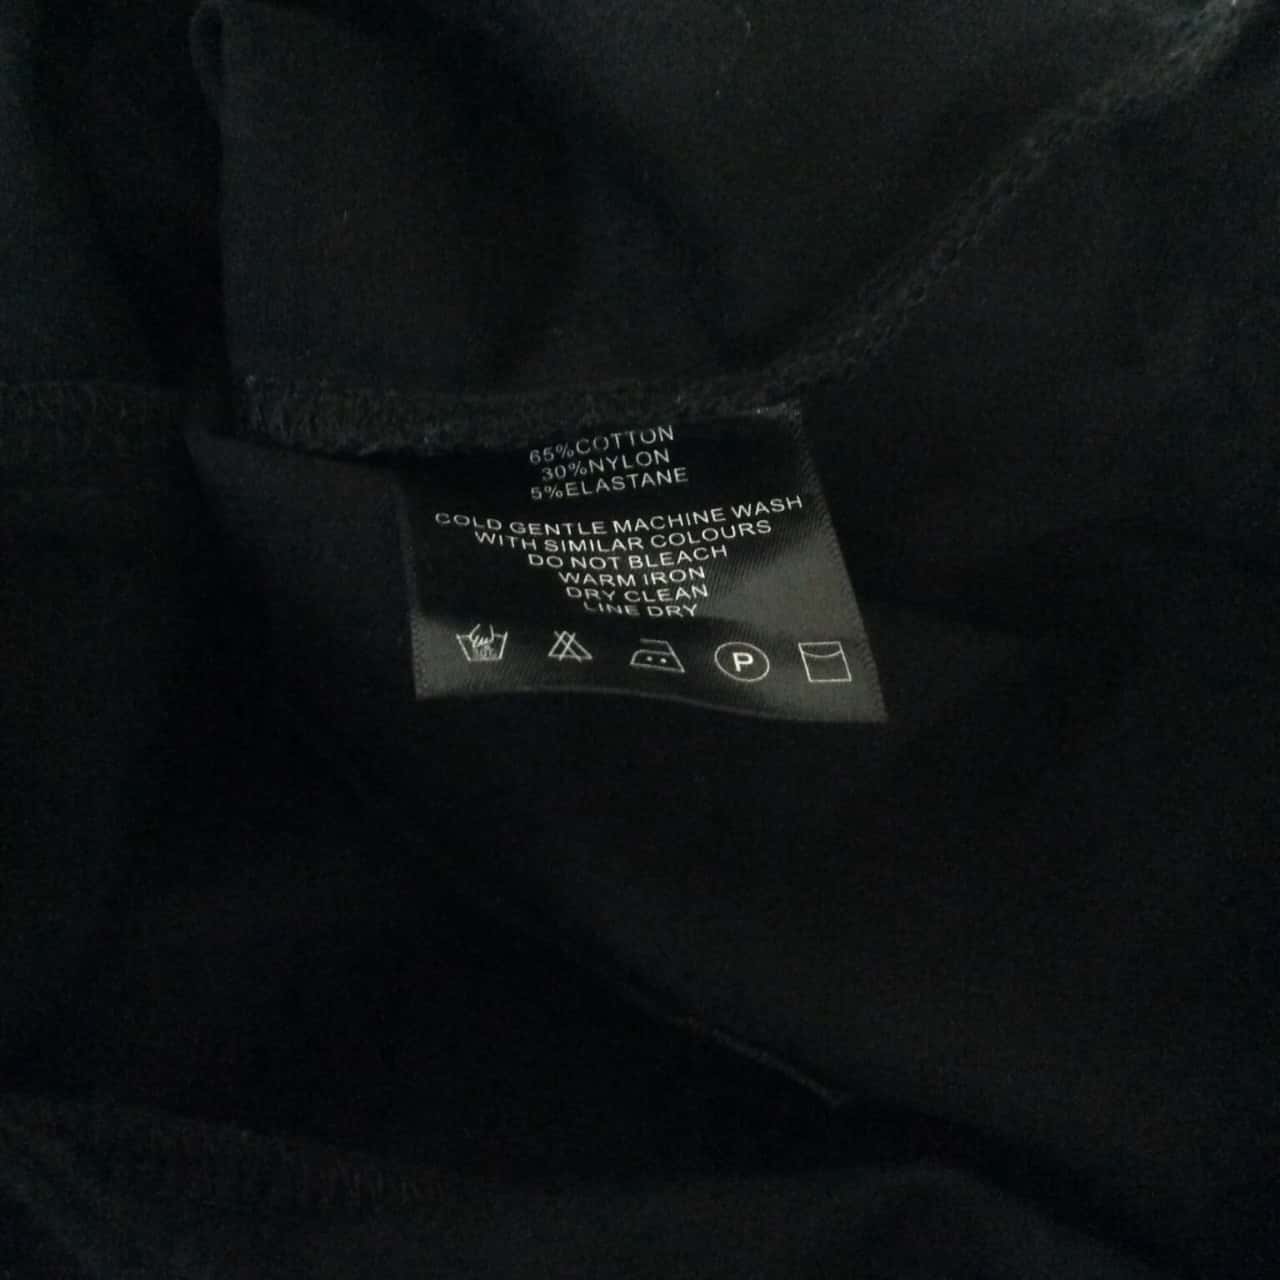 65%COTTON
30%NYLON
5%ELASTANE
COLD GENTLE MACHINE WASH
WITH SIMILAR COLOURS
DO NOT BLEACH
WARM IRON
DRY CLEAN
LINE DRY
P